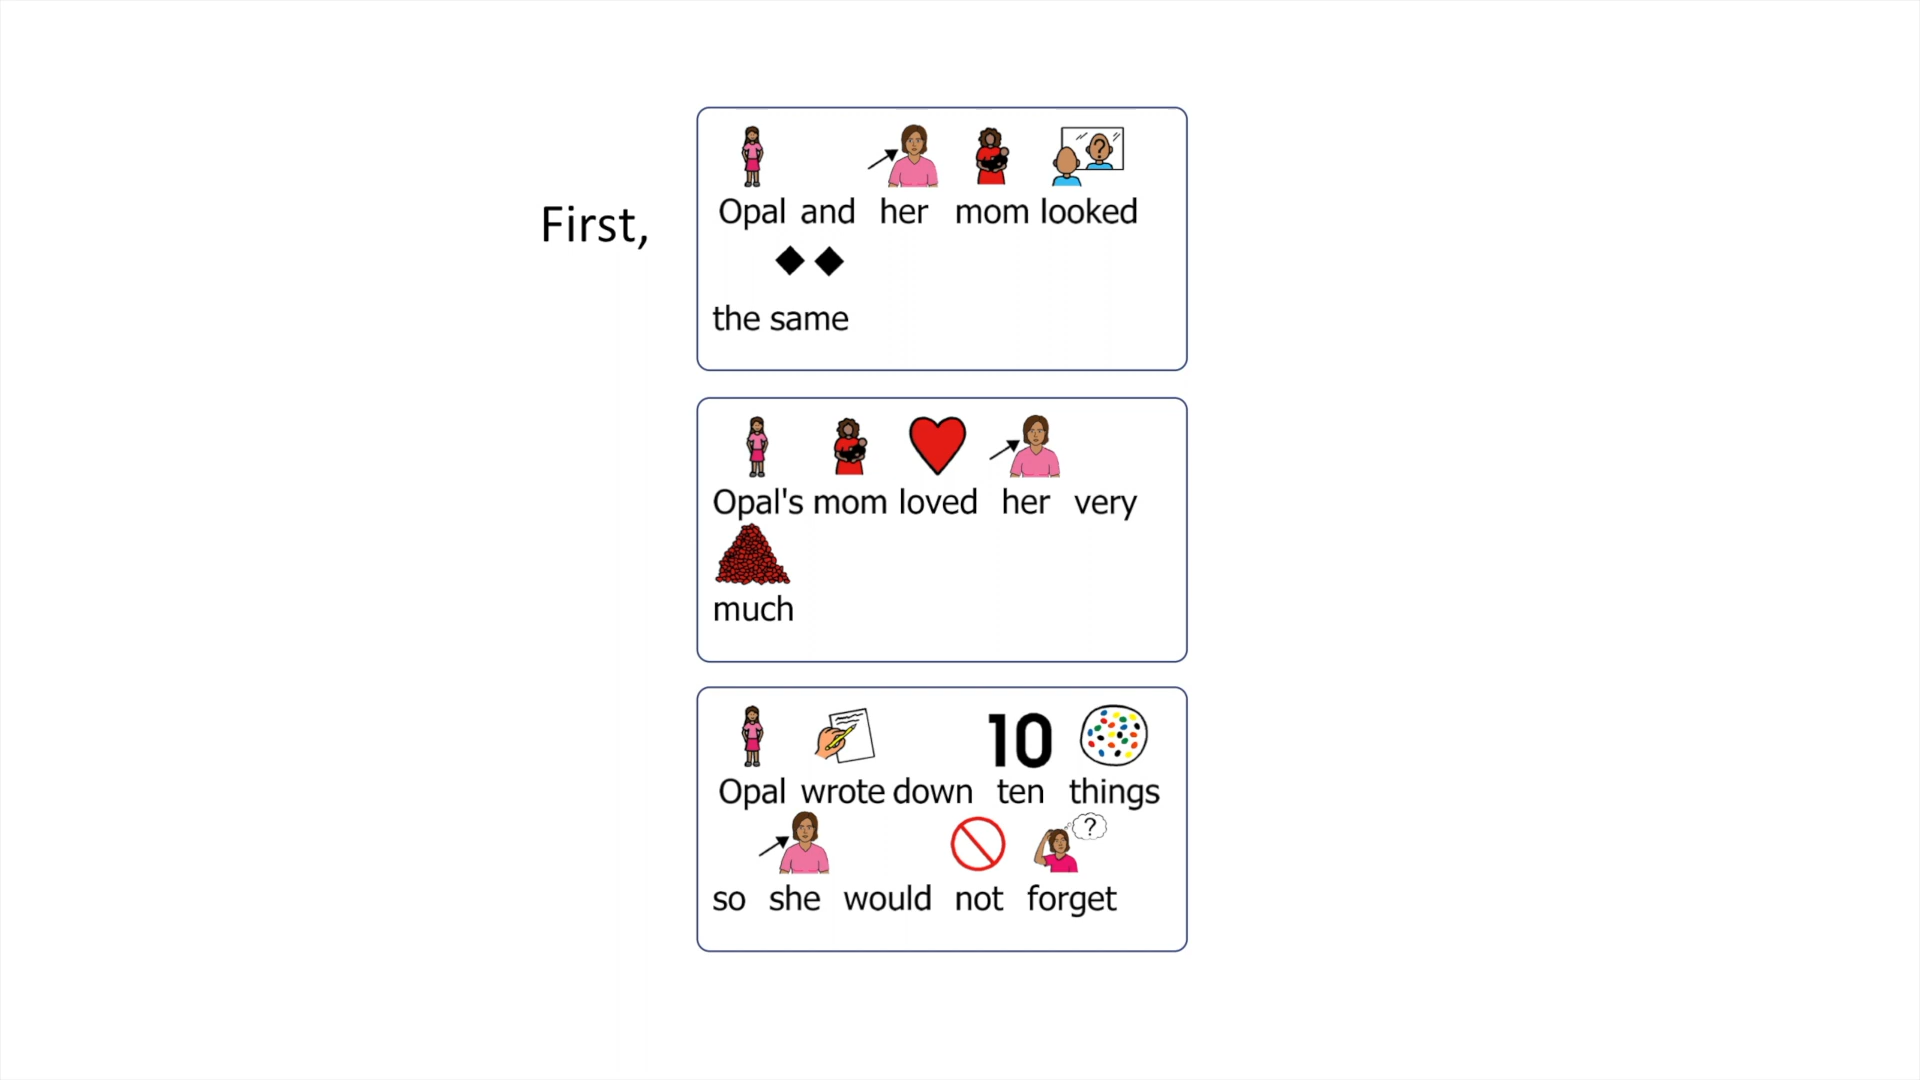 First,
Opal and her mom looked
the same
Opal's mom loved her very
much
10
Opal wrote down ten things
?
so she would not forget